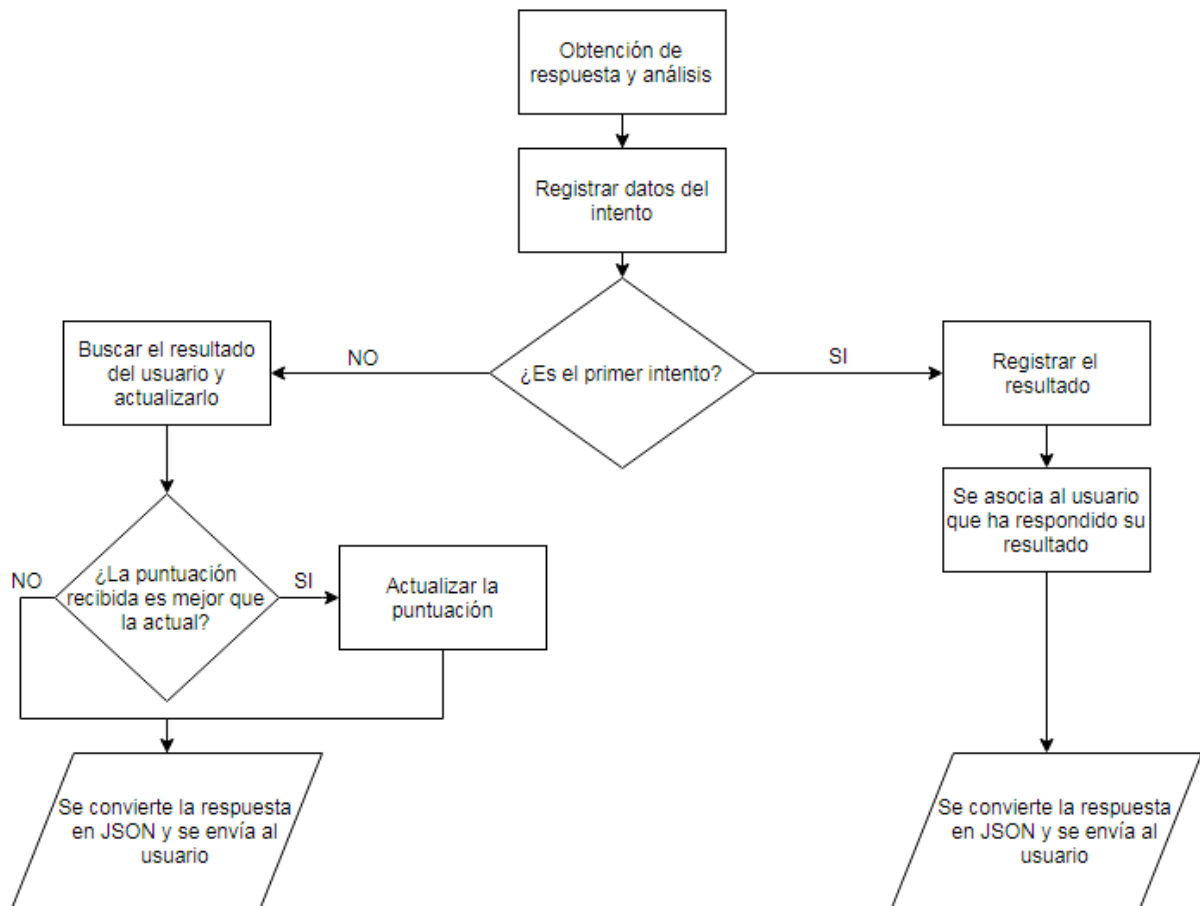 Obtención de
respuesta y análisis
Registrar datos del
intento
¿Es el primer intento?
NO
SI
Buscar el resultado
del usuario y
actualizarlo
Registrar el
resultado
Se asocia al usuario
que ha respondido su
resultado
¿La puntuación
recibida es mejor que
la actual?
NO
SI
Actualizar la
puntuación
Se convierte la respuesta
en JSON y se envía al
usuario
Se convierte la respuesta
en JSON y se envía al
usuario